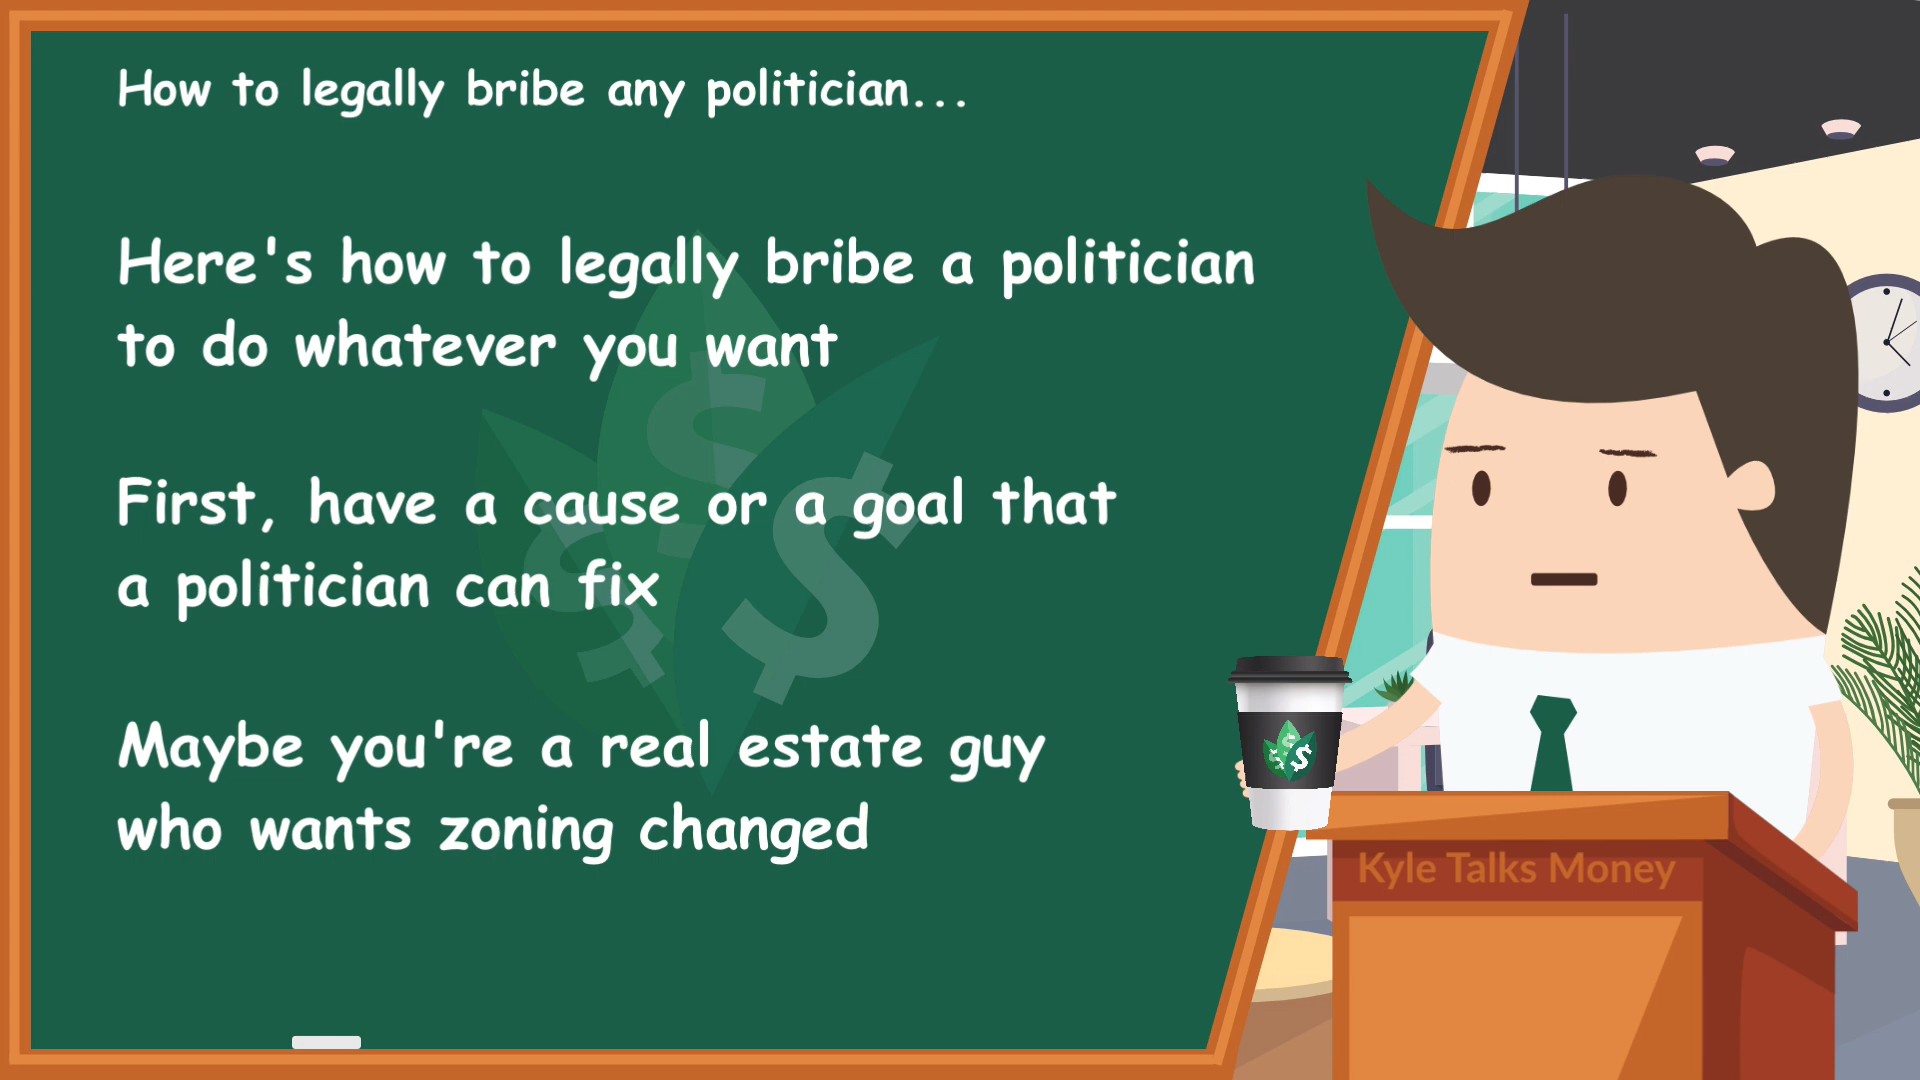 How to legally bribe any politician...
Here's how to legally bribe a politician
to do whatever you want
First, have a cause or a goal that
a politician can fix
Maybe you're a real estate guy
who wants zoning changed
Kyle Talks Money